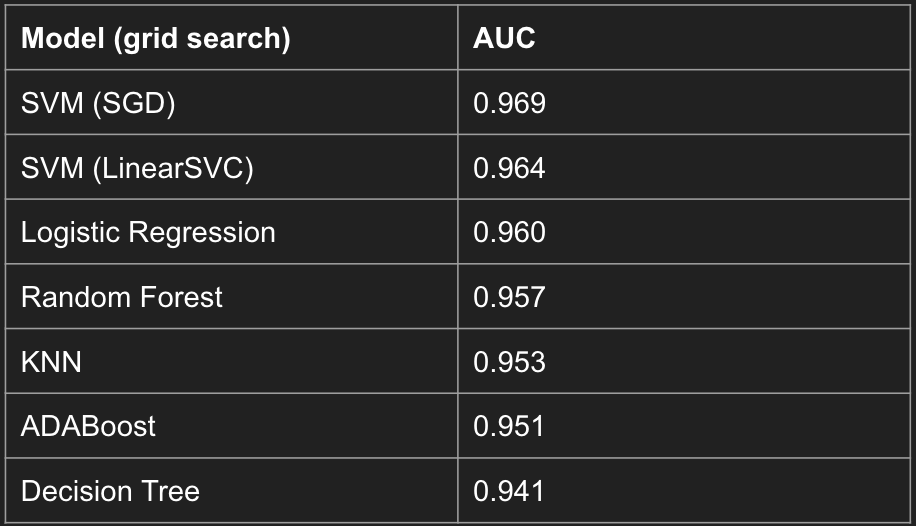 Model (grid search) AUC
SVM (SGD) 0.969
SVM (LinearSVC) 0.964
Logistic Regression 0.960
Random Forest 0.957
KNN 0.953
ADABoost 0.951
Decision Tree 0.941